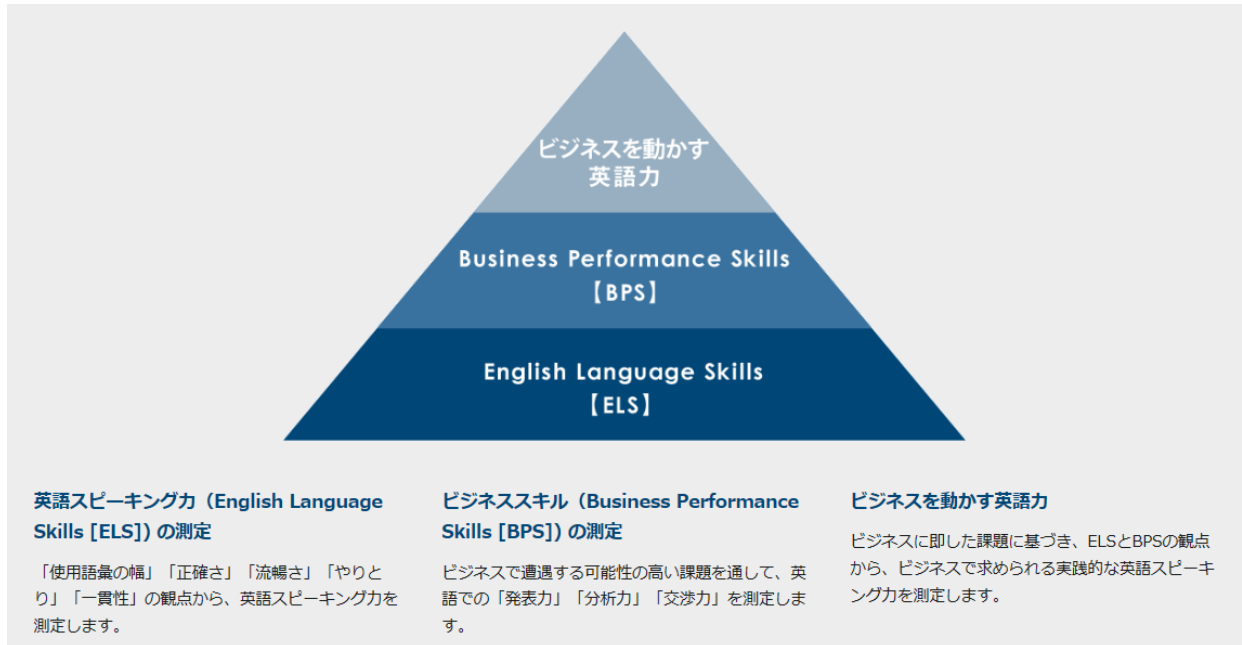 ビジネスを動かす
英語力
Business Performance Skills
【BPS】
English Language Skills
【ELS】
英語スピーキング力（English Language
Skills [ELS]) の測定
「使用語彙の幅」「正確さ」「流暢さ」「やりと
り」「一貫性」の観点から、英語スピーキング力を
測定します。
ビジネススキル（Business Performance
Skills [BPS]) の測定
ビジネスで遭遇する可能性の高い課題を通して、英
語での「発表力」「分析力」「交渉力」を測定しま
す。
ビジネスを動かす英語力
ビジネスに即した課題に基づき、ELSとBPSの観点
から、ビジネスで求められる実践的な英語スピーキ
ング力を測定します。